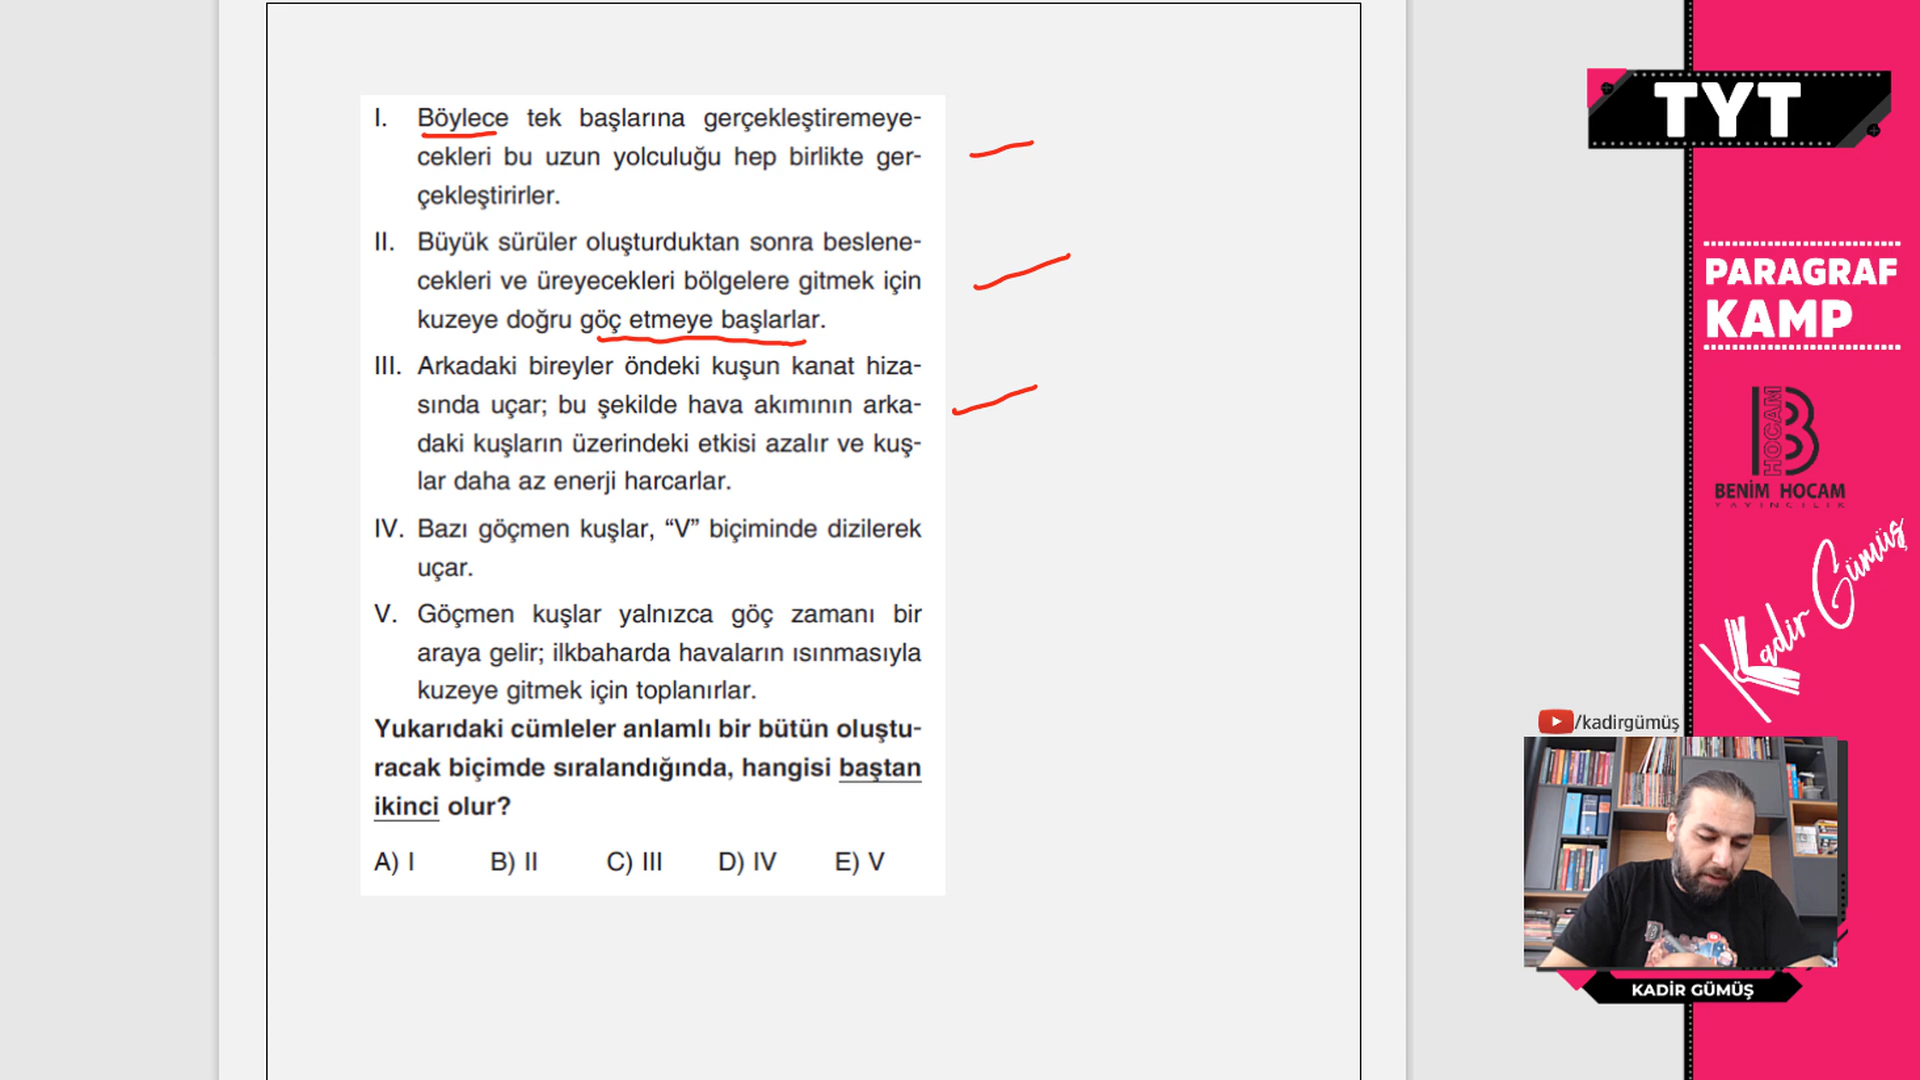 I. Böylece tek başlarına gerçekleştiremeye-
cekleri bu uzun yolculuğu hep birlikte ger-
çekleştirirler.
II. Büyük sürüler oluşturduktan sonra beslene-
cekleri ve üreyecekleri bölgelere gitmek için
kuzeye doğru göç etmeye başlarlar.
III. Arkadaki bireyler öndeki kuşun kanat hiza-
sında uçar; bu şekilde hava akımının arka-
daki kuşların üzerindeki etkisi azalır ve kuş-
lar daha az enerji harcarlar.
IV. Bazı göçmen kuşlar, “V” biçiminde dizilerek
uçar.
V. Göçmen kuşlar yalnızca göç zamanı bir
araya gelir; ilkbaharda havaların ısınmasıyla
kuzeye gitmek için toplanırlar.
Yukarıdaki cümleler anlamlı bir bütün oluştu-
racak biçimde sıralandığında, hangisi baştan
ikinci olur?
A) I B) II C) III D) IV E) V
TYT
PARAGRAF
KAMP
HOCAM
BENİM HOCAM
YAYINCILIK
Kadir Gümüş
/kadirgümüş
KADİR GÜMÜŞ